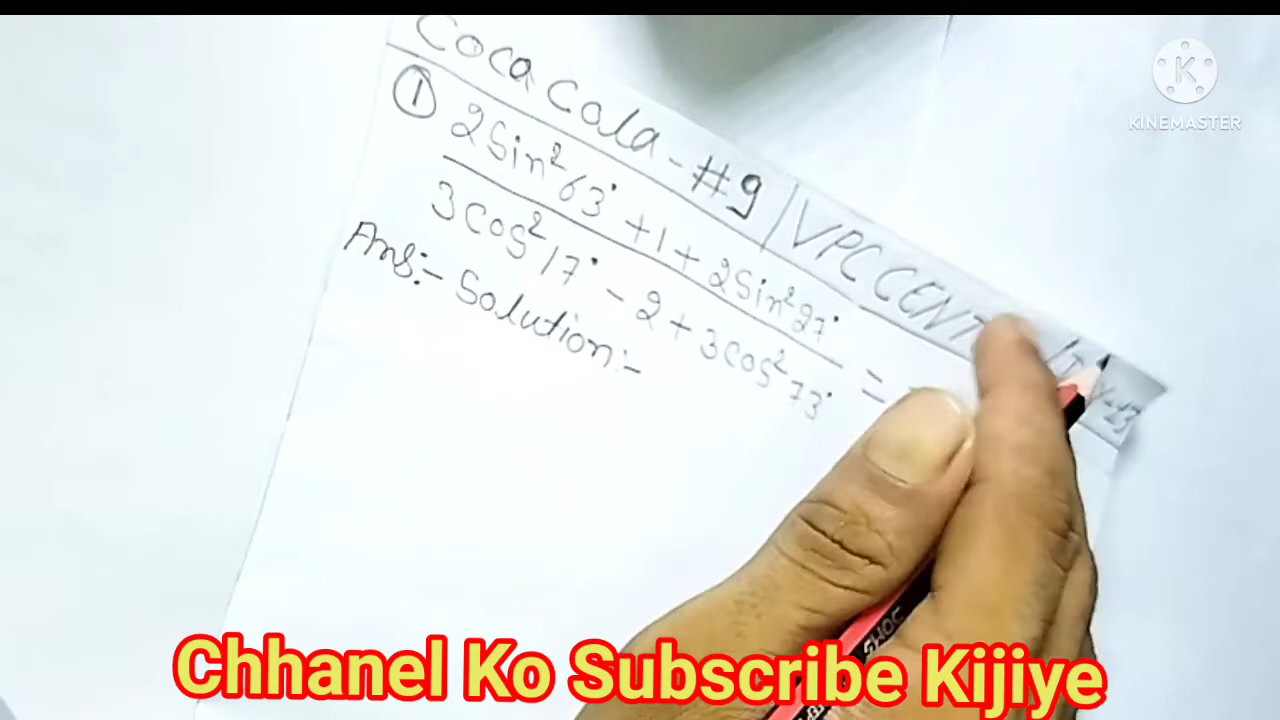 Coca Cola - #9 | VPC CENT
① 2Sin²63° + 1 + 2Sin²27°
3Cos²17° - 2 + 3Cos²73° =
Ans:- Solution:-
KINEMASTER
Chhanel Ko Subscribe Kijiye